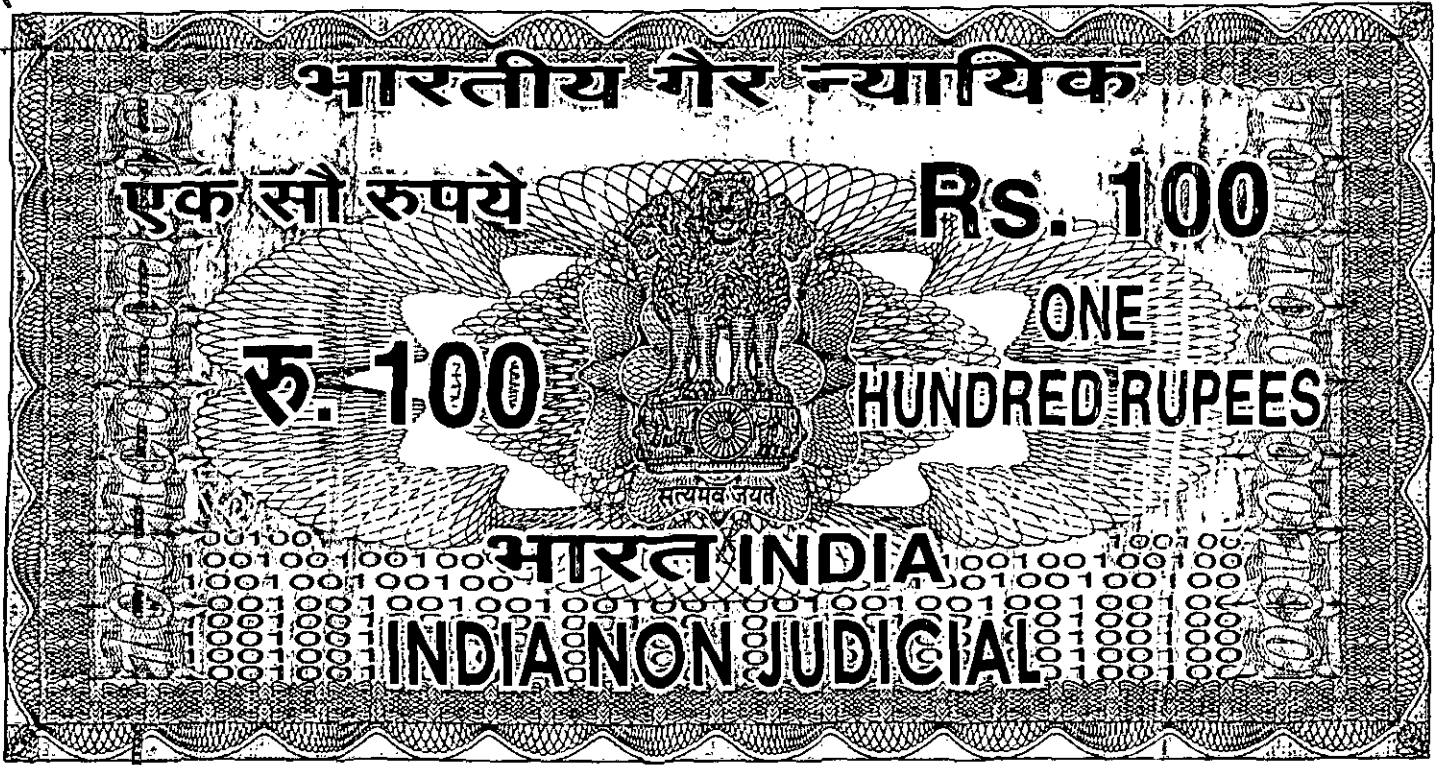 भारतीय गैर न्यायिक
एक सौ रुपये
Rs. 100
रु. 100
ONE
HUNDRED RUPEES
सत्यमेव जयते
भारत INDIA
INDIA NON JUDICIAL